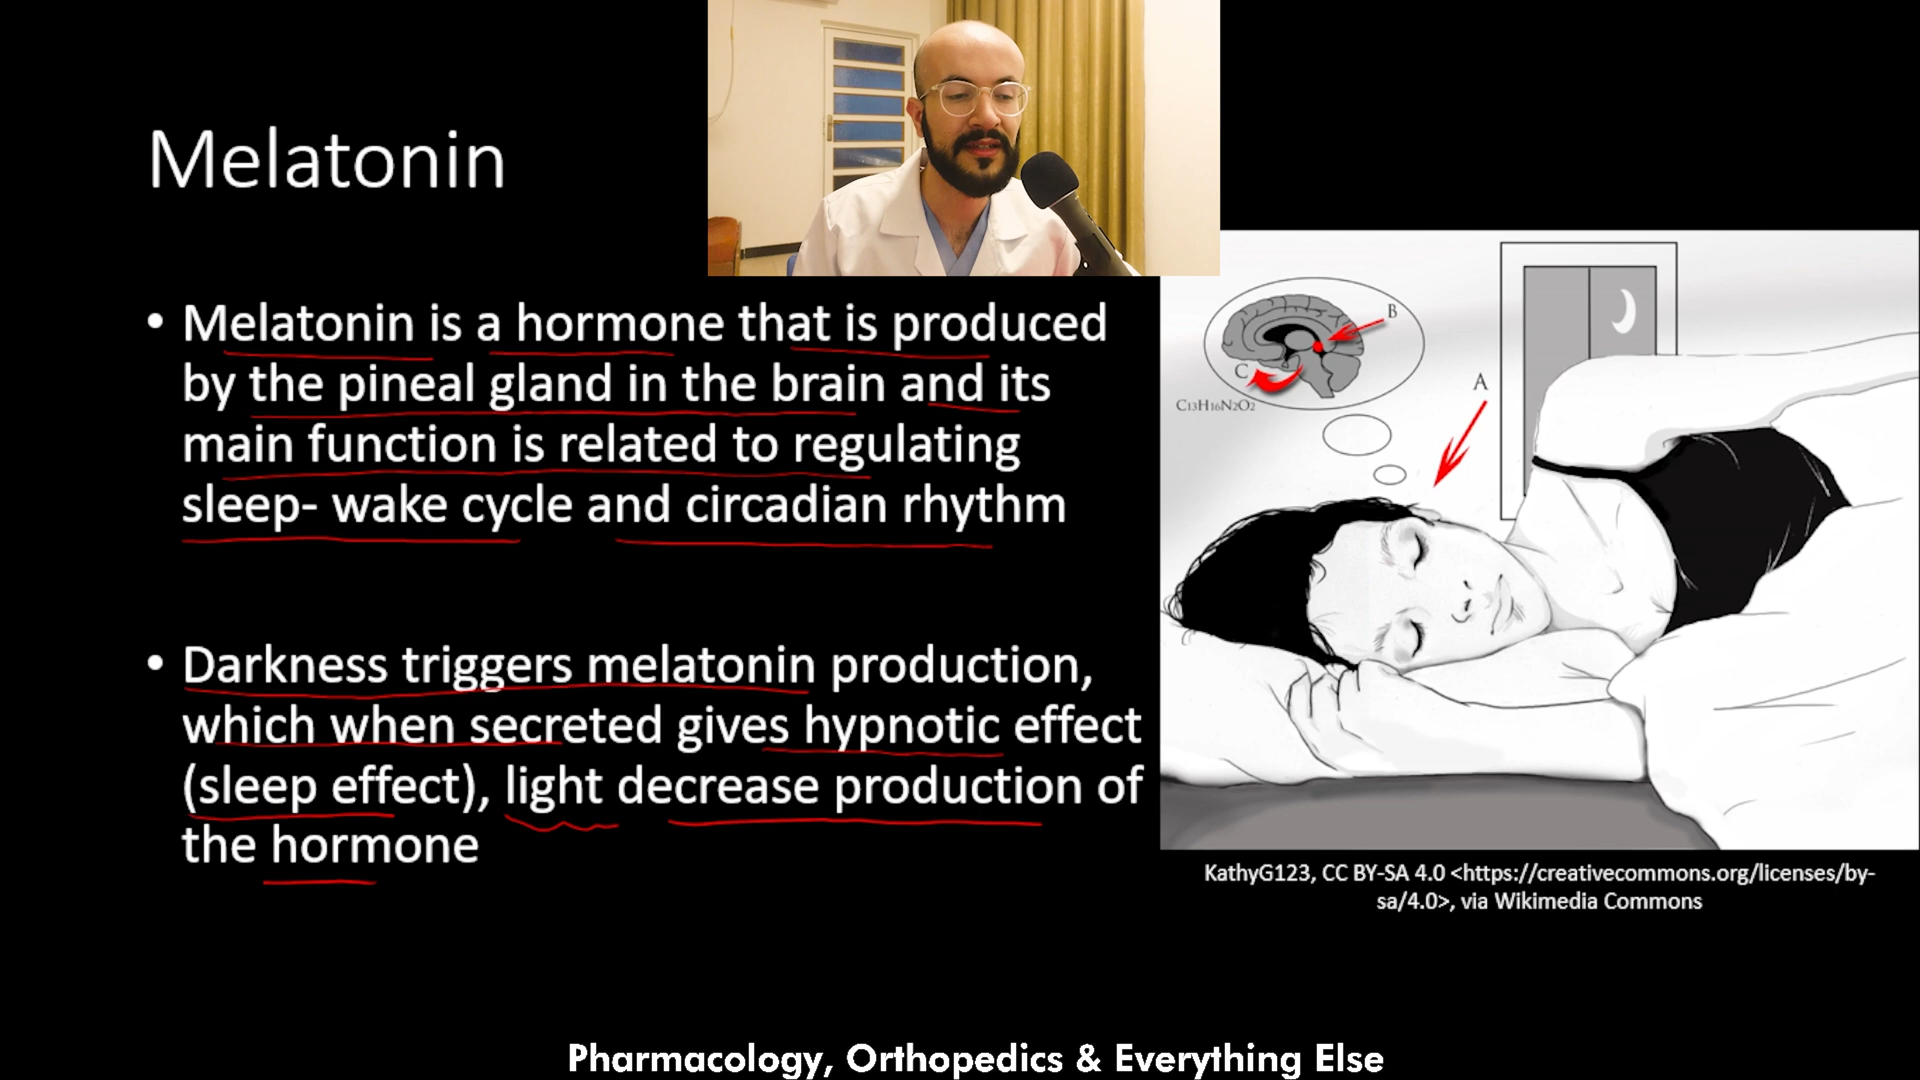 Melatonin
• Melatonin is a hormone that is produced
by the pineal gland in the brain and its
main function is related to regulating
sleep- wake cycle and circadian rhythm
• Darkness triggers melatonin production,
which when secreted gives hypnotic effect
(sleep effect), light decrease production of
the hormone
B
C
C13H16N2O2
A
KathyG123, CC BY-SA 4.0 <https://creativecommons.org/licenses/by-
sa/4.0>, via Wikimedia Commons
Pharmacology, Orthopedics & Everything Else